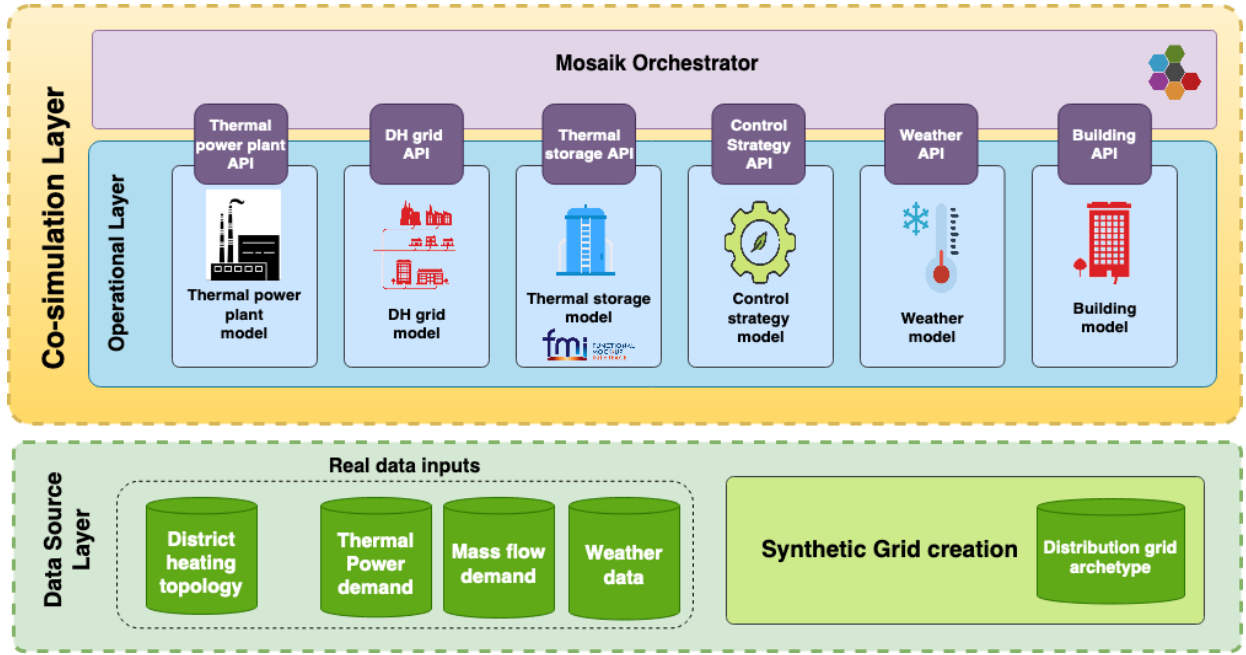 Co-simulation Layer
Mosaik Orchestrator
Thermal
power plant
API
DH grid
API
Thermal
storage API
Control
Strategy
API
Weather
API
Building
API
Operational Layer
Thermal power
plant
model
DH grid
model
Thermal storage
model
fmi
FUNCTIONAL
MOCKUP
INTERFACE
Control
strategy
model
Weather
model
Building
model
Data Source
Layer
Real data inputs
District
heating
topology
Thermal
Power
demand
Mass flow
demand
Weather
data
Synthetic Grid creation
Distribution grid
archetype